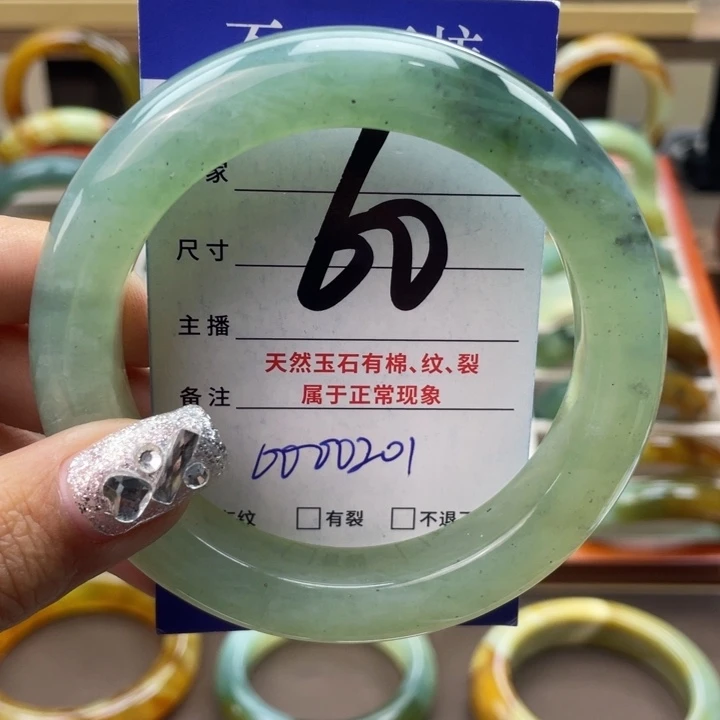 家
60
尺寸
主播
天然玉石有棉、纹、裂
备注 属于正常现象
0000201
纹 □有裂 □不退